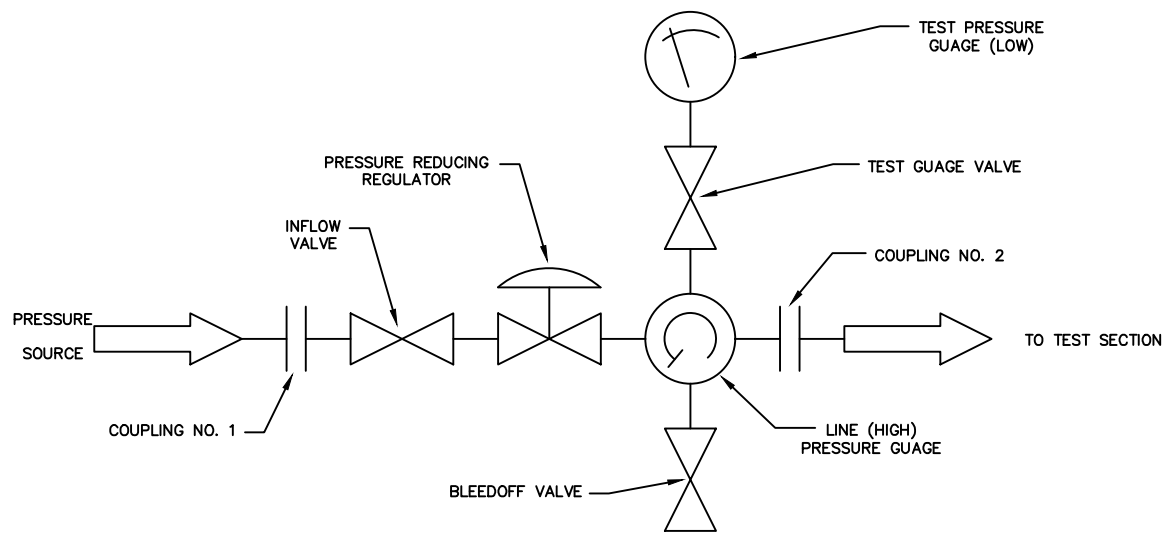 TEST PRESSURE
GUAGE (LOW)
PRESSURE REDUCING
REGULATOR
TEST GUAGE VALVE
INFLOW
VALVE
COUPLING NO. 2
PRESSURE
SOURCE
TO TEST SECTION
COUPLING NO. 1
LINE (HIGH)
PRESSURE GUAGE
BLEEDOFF VALVE